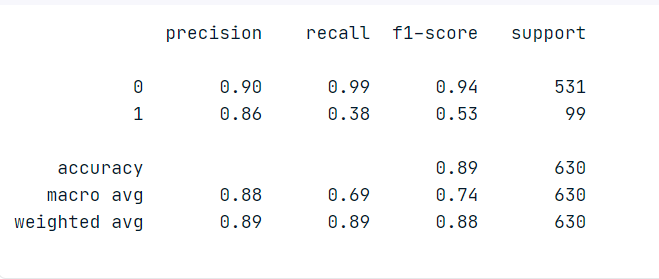 precision recall f1-score support
0 0.90 0.99 0.94 531
1 0.86 0.38 0.53 99
accuracy 0.89 630
macro avg 0.88 0.69 0.74 630
weighted avg 0.89 0.89 0.88 630